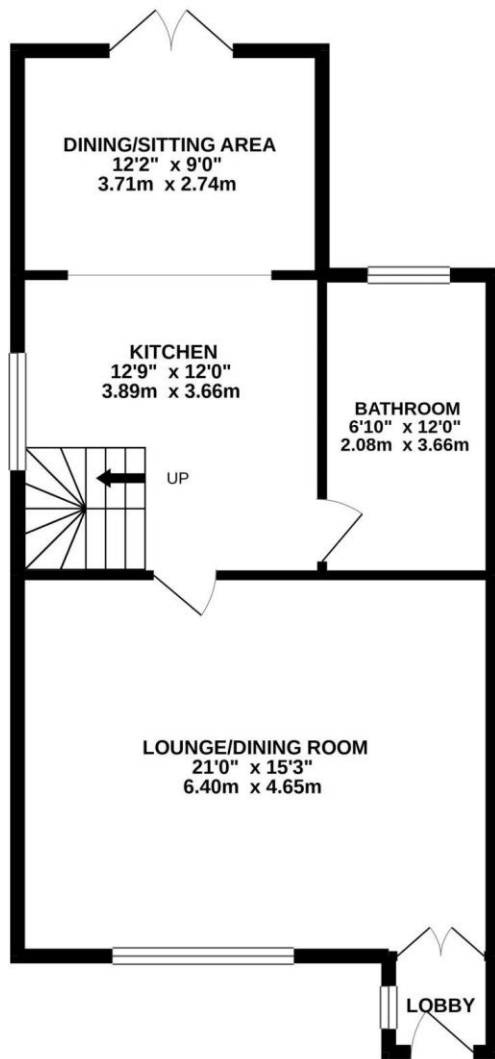 DINING/SITTING AREA
12'2" x 9'0"
3.71m x 2.74m
KITCHEN
12'9" x 12'0"
3.89m x 3.66m
BATHROOM
6'10" x 12'0"
2.08m x 3.66m
UP
LOUNGE/DINING ROOM
21'0" x 15'3"
6.40m x 4.65m
LOBBY